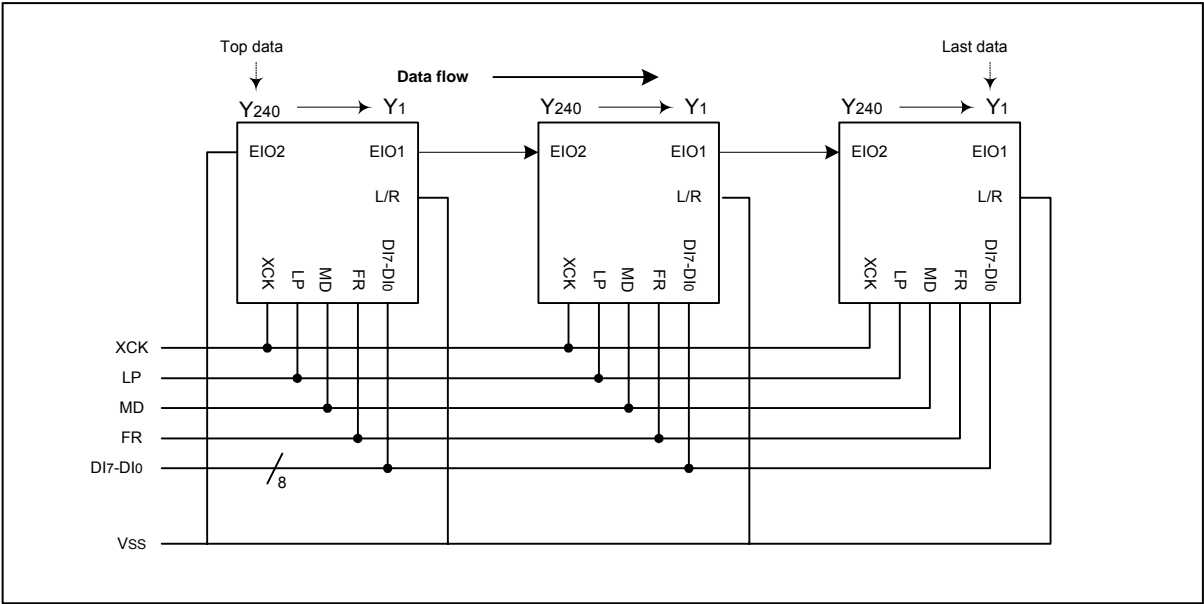 Top data
Last data
Data flow
Y240 Y1 Y240 Y1 Y240 Y1
EIO2 EIO1 EIO2 EIO1 EIO2 EIO1
L/R L/R L/R
XCK LP MD FR DI7-DI0 XCK LP MD FR DI7-DI0 XCK LP MD FR DI7-DI0
XCK
LP
MD
FR
DI7-DI0
8
VSS